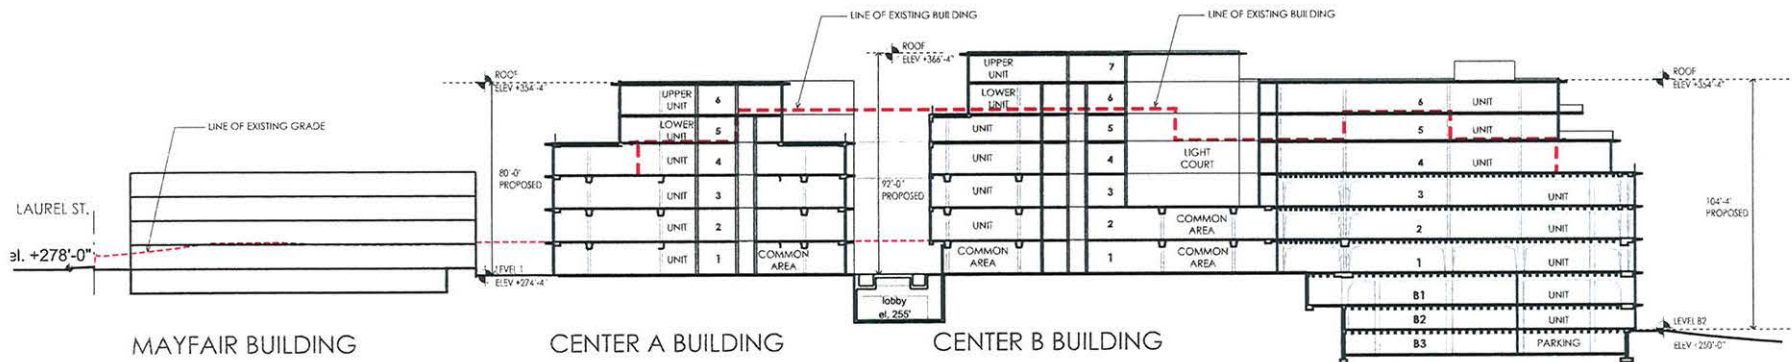 LINE OF EXISTING BUILDING
LINE OF EXISTING BUILDING
ROOF
ELEV +366'-4"
ROOF
ELEV +354'-4"
ROOF
ELEV +354'-4"
UPPER
UNIT
7
LOWER
UNIT
6
UNIT
5
UNIT
4
UNIT
3
UNIT
2
COMMON
AREA
COMMON
AREA
1
COMMON
AREA
LIGHT
COURT
UPPER
UNIT
6
LOWER
UNIT
5
UNIT
4
UNIT
3
UNIT
2
UNIT
1
COMMON
AREA
6
UNIT
5
UNIT
4
UNIT
3
UNIT
2
UNIT
1
UNIT
B1
UNIT
B2
UNIT
B3
PARKING
LINE OF EXISTING GRADE
80'-0"
PROPOSED
92'-0"
PROPOSED
104'-4"
PROPOSED
LAUREL ST.
el. +278'-0"
LEVEL 1
ELEV +274'-4"
lobby
el. 255'
LEVEL B2
ELEV +250'-0"
MAYFAIR BUILDING
CENTER A BUILDING
CENTER B BUILDING